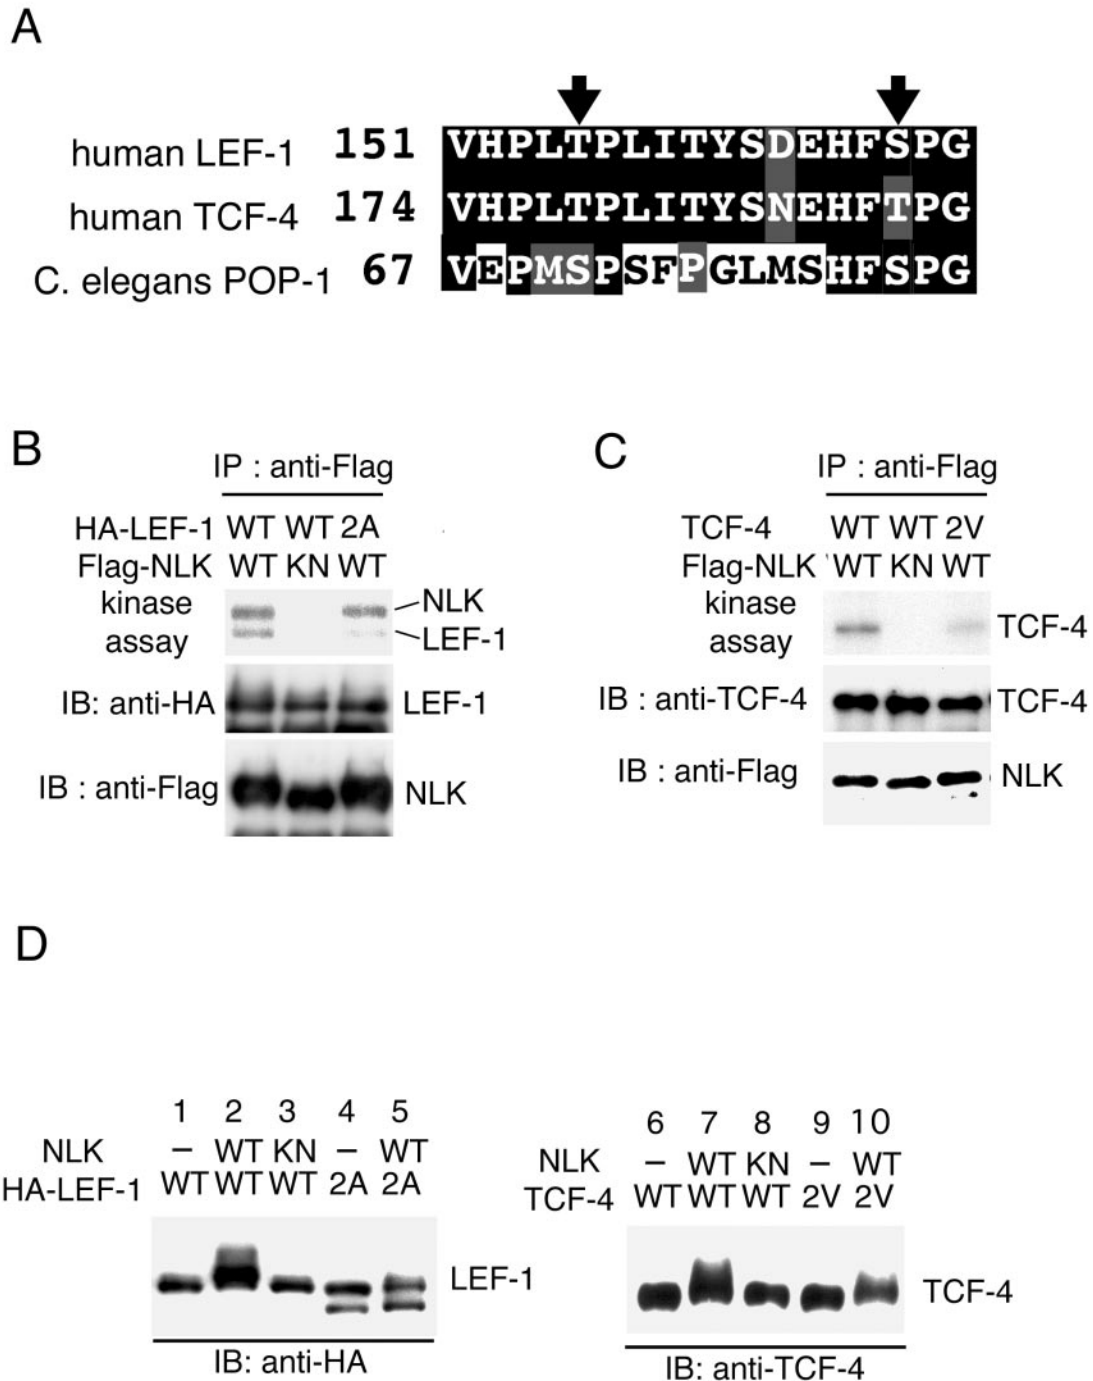 A
human LEF-1 151 VHPLTPLITYSDEHFSPG
human TCF-4 174 VHPLTPLITYSNEHFTPG
C. elegans POP-1 67 VEPMSPSFPGLMSHFSPG
B
IP : anti-Flag
HA-LEF-1 WT WT 2A
Flag-NLK WT KN WT
kinase
assay
NLK
LEF-1
IB: anti-HA LEF-1
IB : anti-Flag NLK
C
IP : anti-Flag
TCF-4 WT WT 2V
Flag-NLK WT KN WT
kinase
assay
TCF-4
IB : anti-TCF-4 TCF-4
IB : anti-Flag NLK
D
1 2 3 4 5
NLK – WT KN – WT
HA-LEF-1 WT WT WT 2A 2A
LEF-1
IB: anti-HA
6 7 8 9 10
NLK – WT KN – WT
TCF-4 WT WT WT 2V 2V
TCF-4
IB: anti-TCF-4